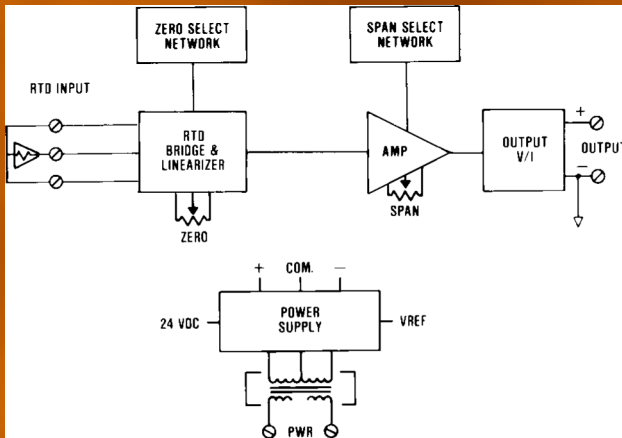 ZERO SELECT
NETWORK
SPAN SELECT
NETWORK
RTD INPUT
RTD
BRIDGE &
LINEARIZER
AMP
OUTPUT
V/I
+
OUTPUT
−
ZERO
SPAN
+ COM. −
24 VDC
POWER
SUPPLY
VREF
PWR